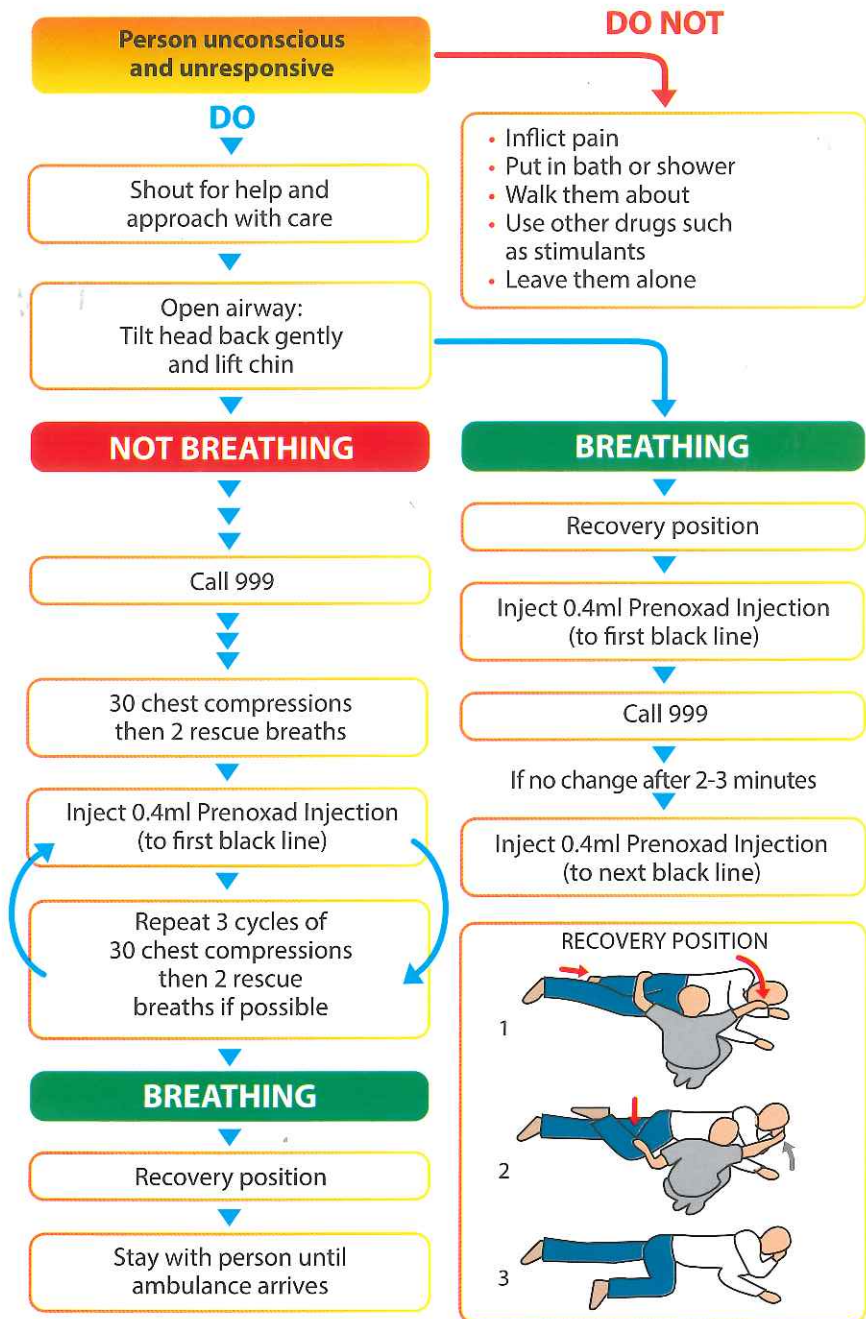 Person unconscious
and unresponsive
DO NOT
• Inflict pain
• Put in bath or shower
• Walk them about
• Use other drugs such
as stimulants
• Leave them alone
DO
Shout for help and
approach with care
Open airway:
Tilt head back gently
and lift chin
NOT BREATHING
Call 999
30 chest compressions
then 2 rescue breaths
Inject 0.4ml Prenoxad Injection
(to first black line)
Repeat 3 cycles of
30 chest compressions
then 2 rescue
breaths if possible
BREATHING
Recovery position
Stay with person until
ambulance arrives
BREATHING
Recovery position
Inject 0.4ml Prenoxad Injection
(to first black line)
Call 999
If no change after 2-3 minutes
Inject 0.4ml Prenoxad Injection
(to next black line)
RECOVERY POSITION
1
2
3